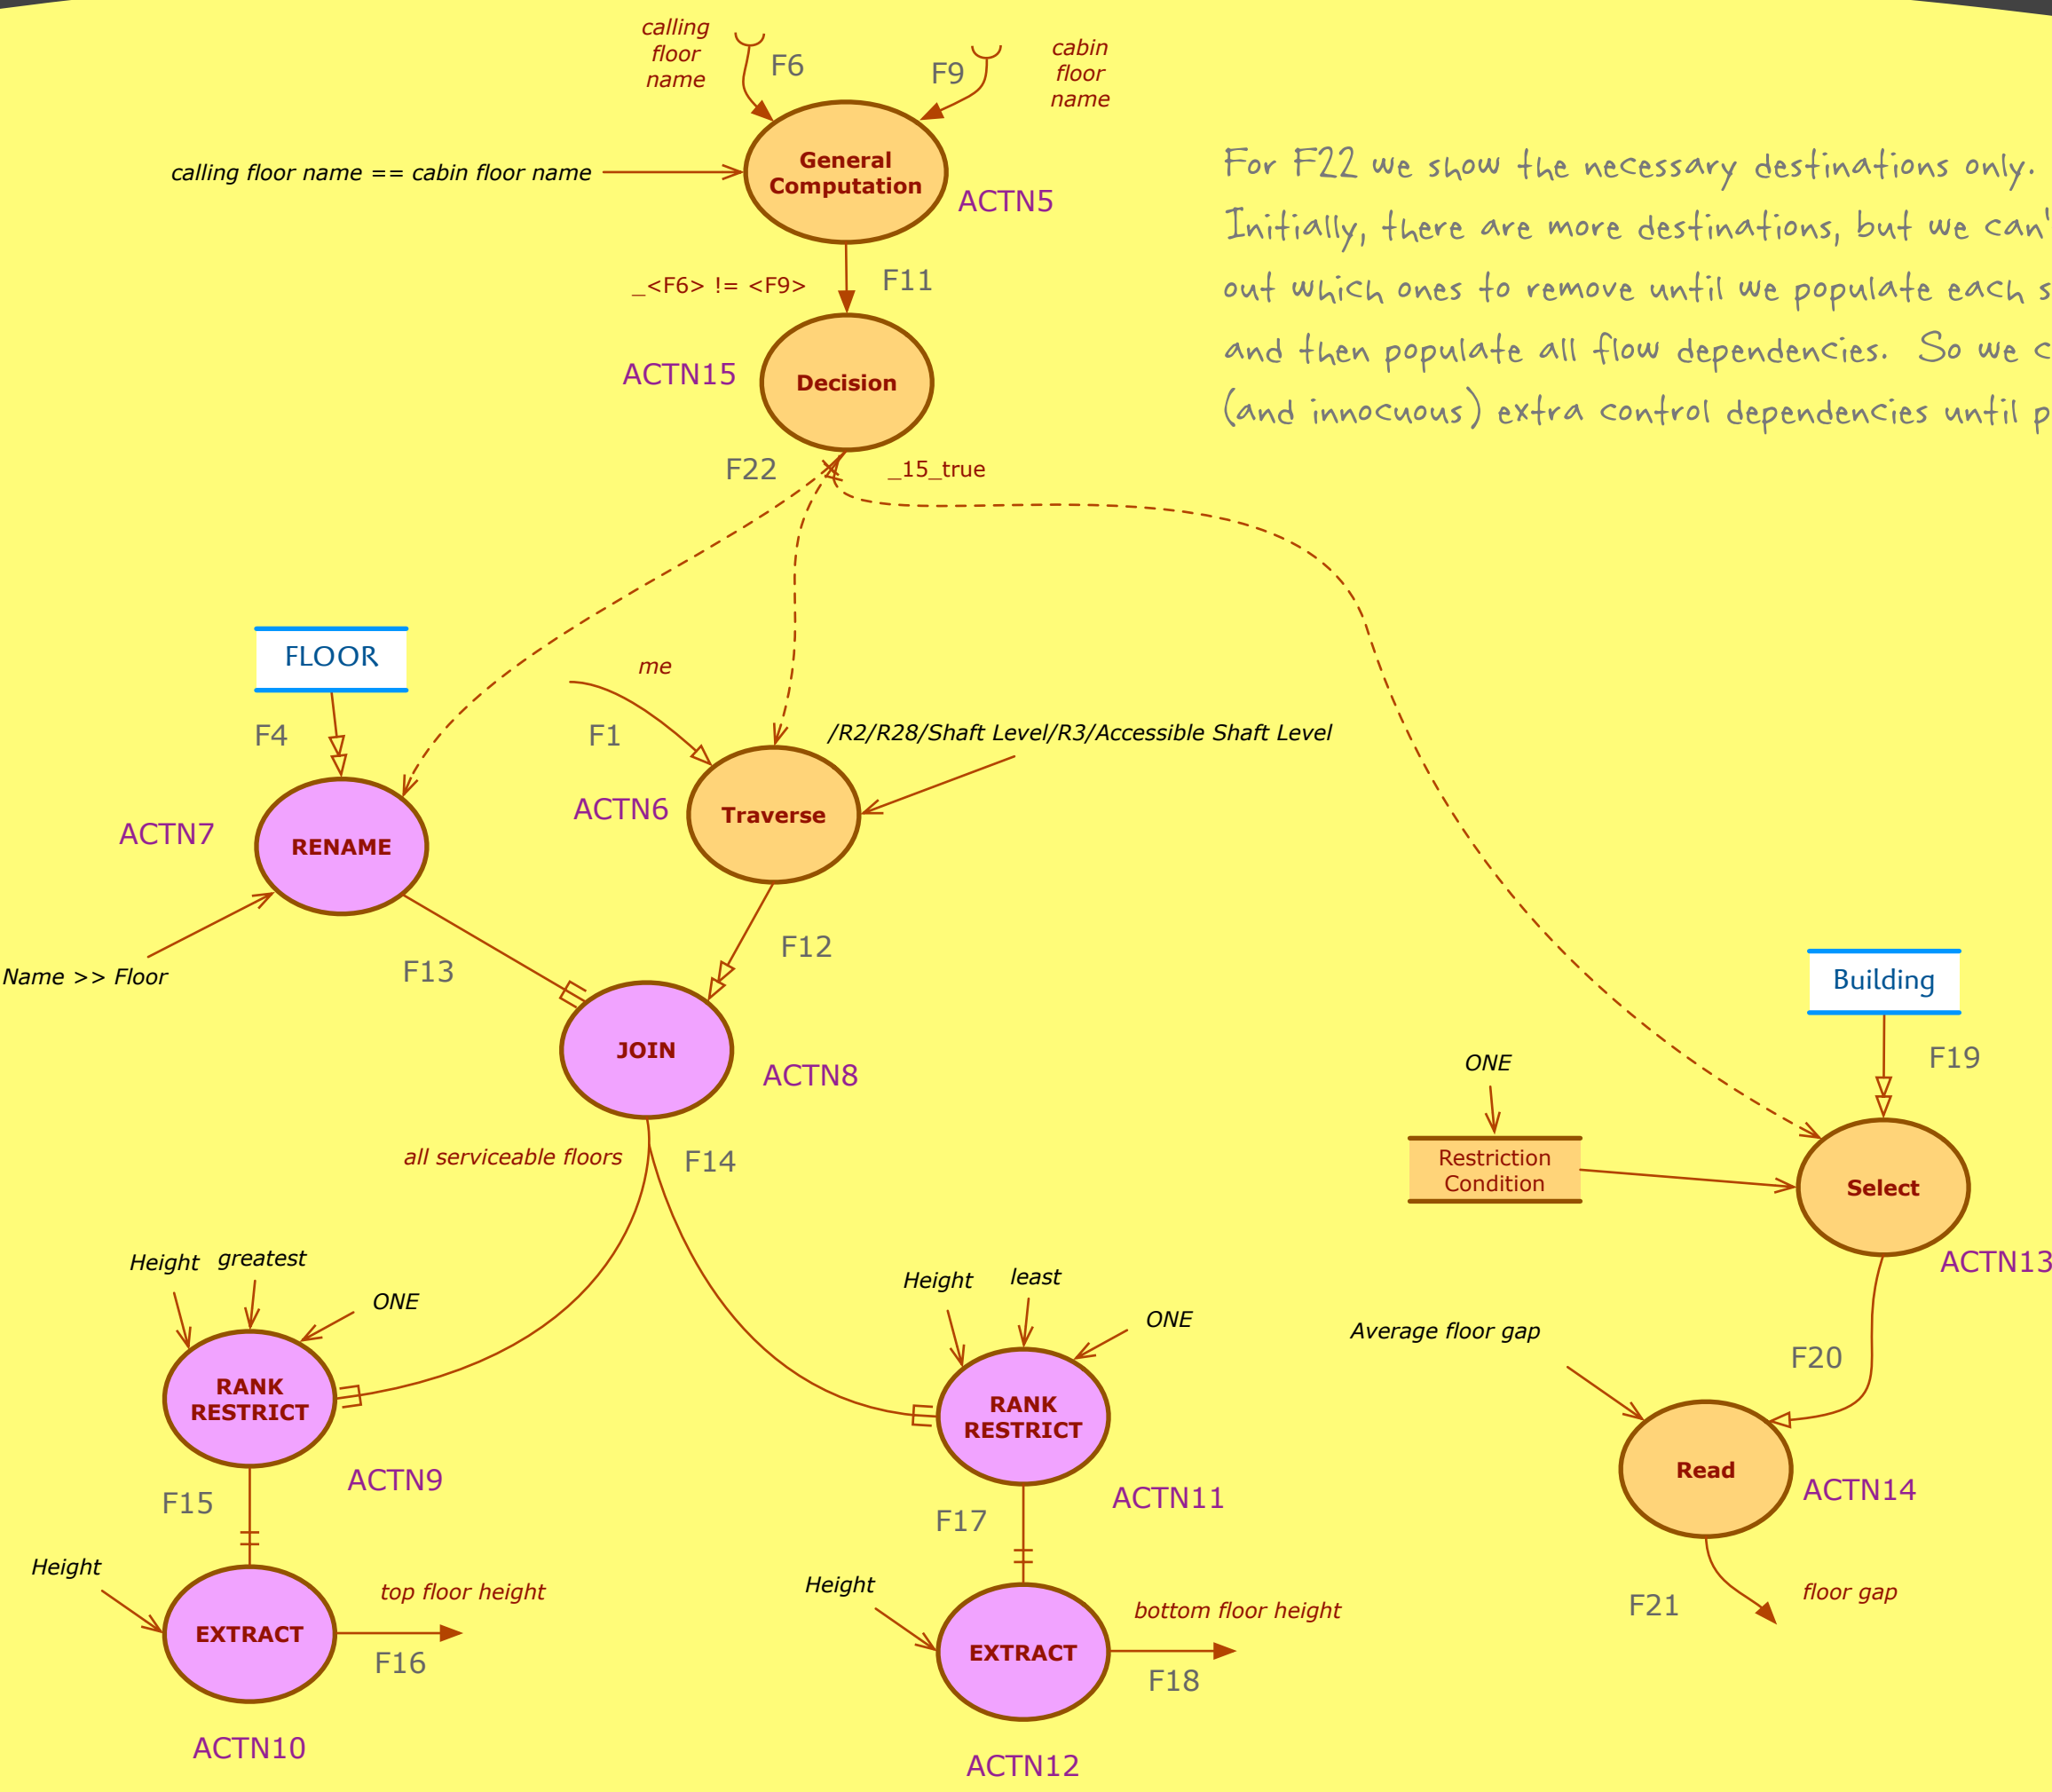 calling
floor
name
F6
F9
cabin
floor
name
General
Computation
calling floor name == cabin floor name
ACTN5
For F22 we show the necessary destinations only.
Initially, there are more destinations, but we can'
out which ones to remove until we populate each s
and then populate all flow dependencies. So we c
(and innocuous) extra control dependencies until p
_<F6> != <F9>
F11
ACTN15
Decision
F22
_15_true
FLOOR
me
F4
F1
/R2/R28/Shaft Level/R3/Accessible Shaft Level
ACTN7
RENAME
ACTN6
Traverse
Name >> Floor
F13
F12
Building
JOIN
ACTN8
ONE
F19
all serviceable floors
F14
Restriction
Condition
Select
ACTN13
Height
greatest
ONE
Height
least
ONE
Average floor gap
F20
RANK
RESTRICT
RANK
RESTRICT
ACTN9
ACTN11
Read
ACTN14
F15
F17
Height
top floor height
Height
bottom floor height
F21
floor gap
EXTRACT
F16
EXTRACT
F18
ACTN10
ACTN12